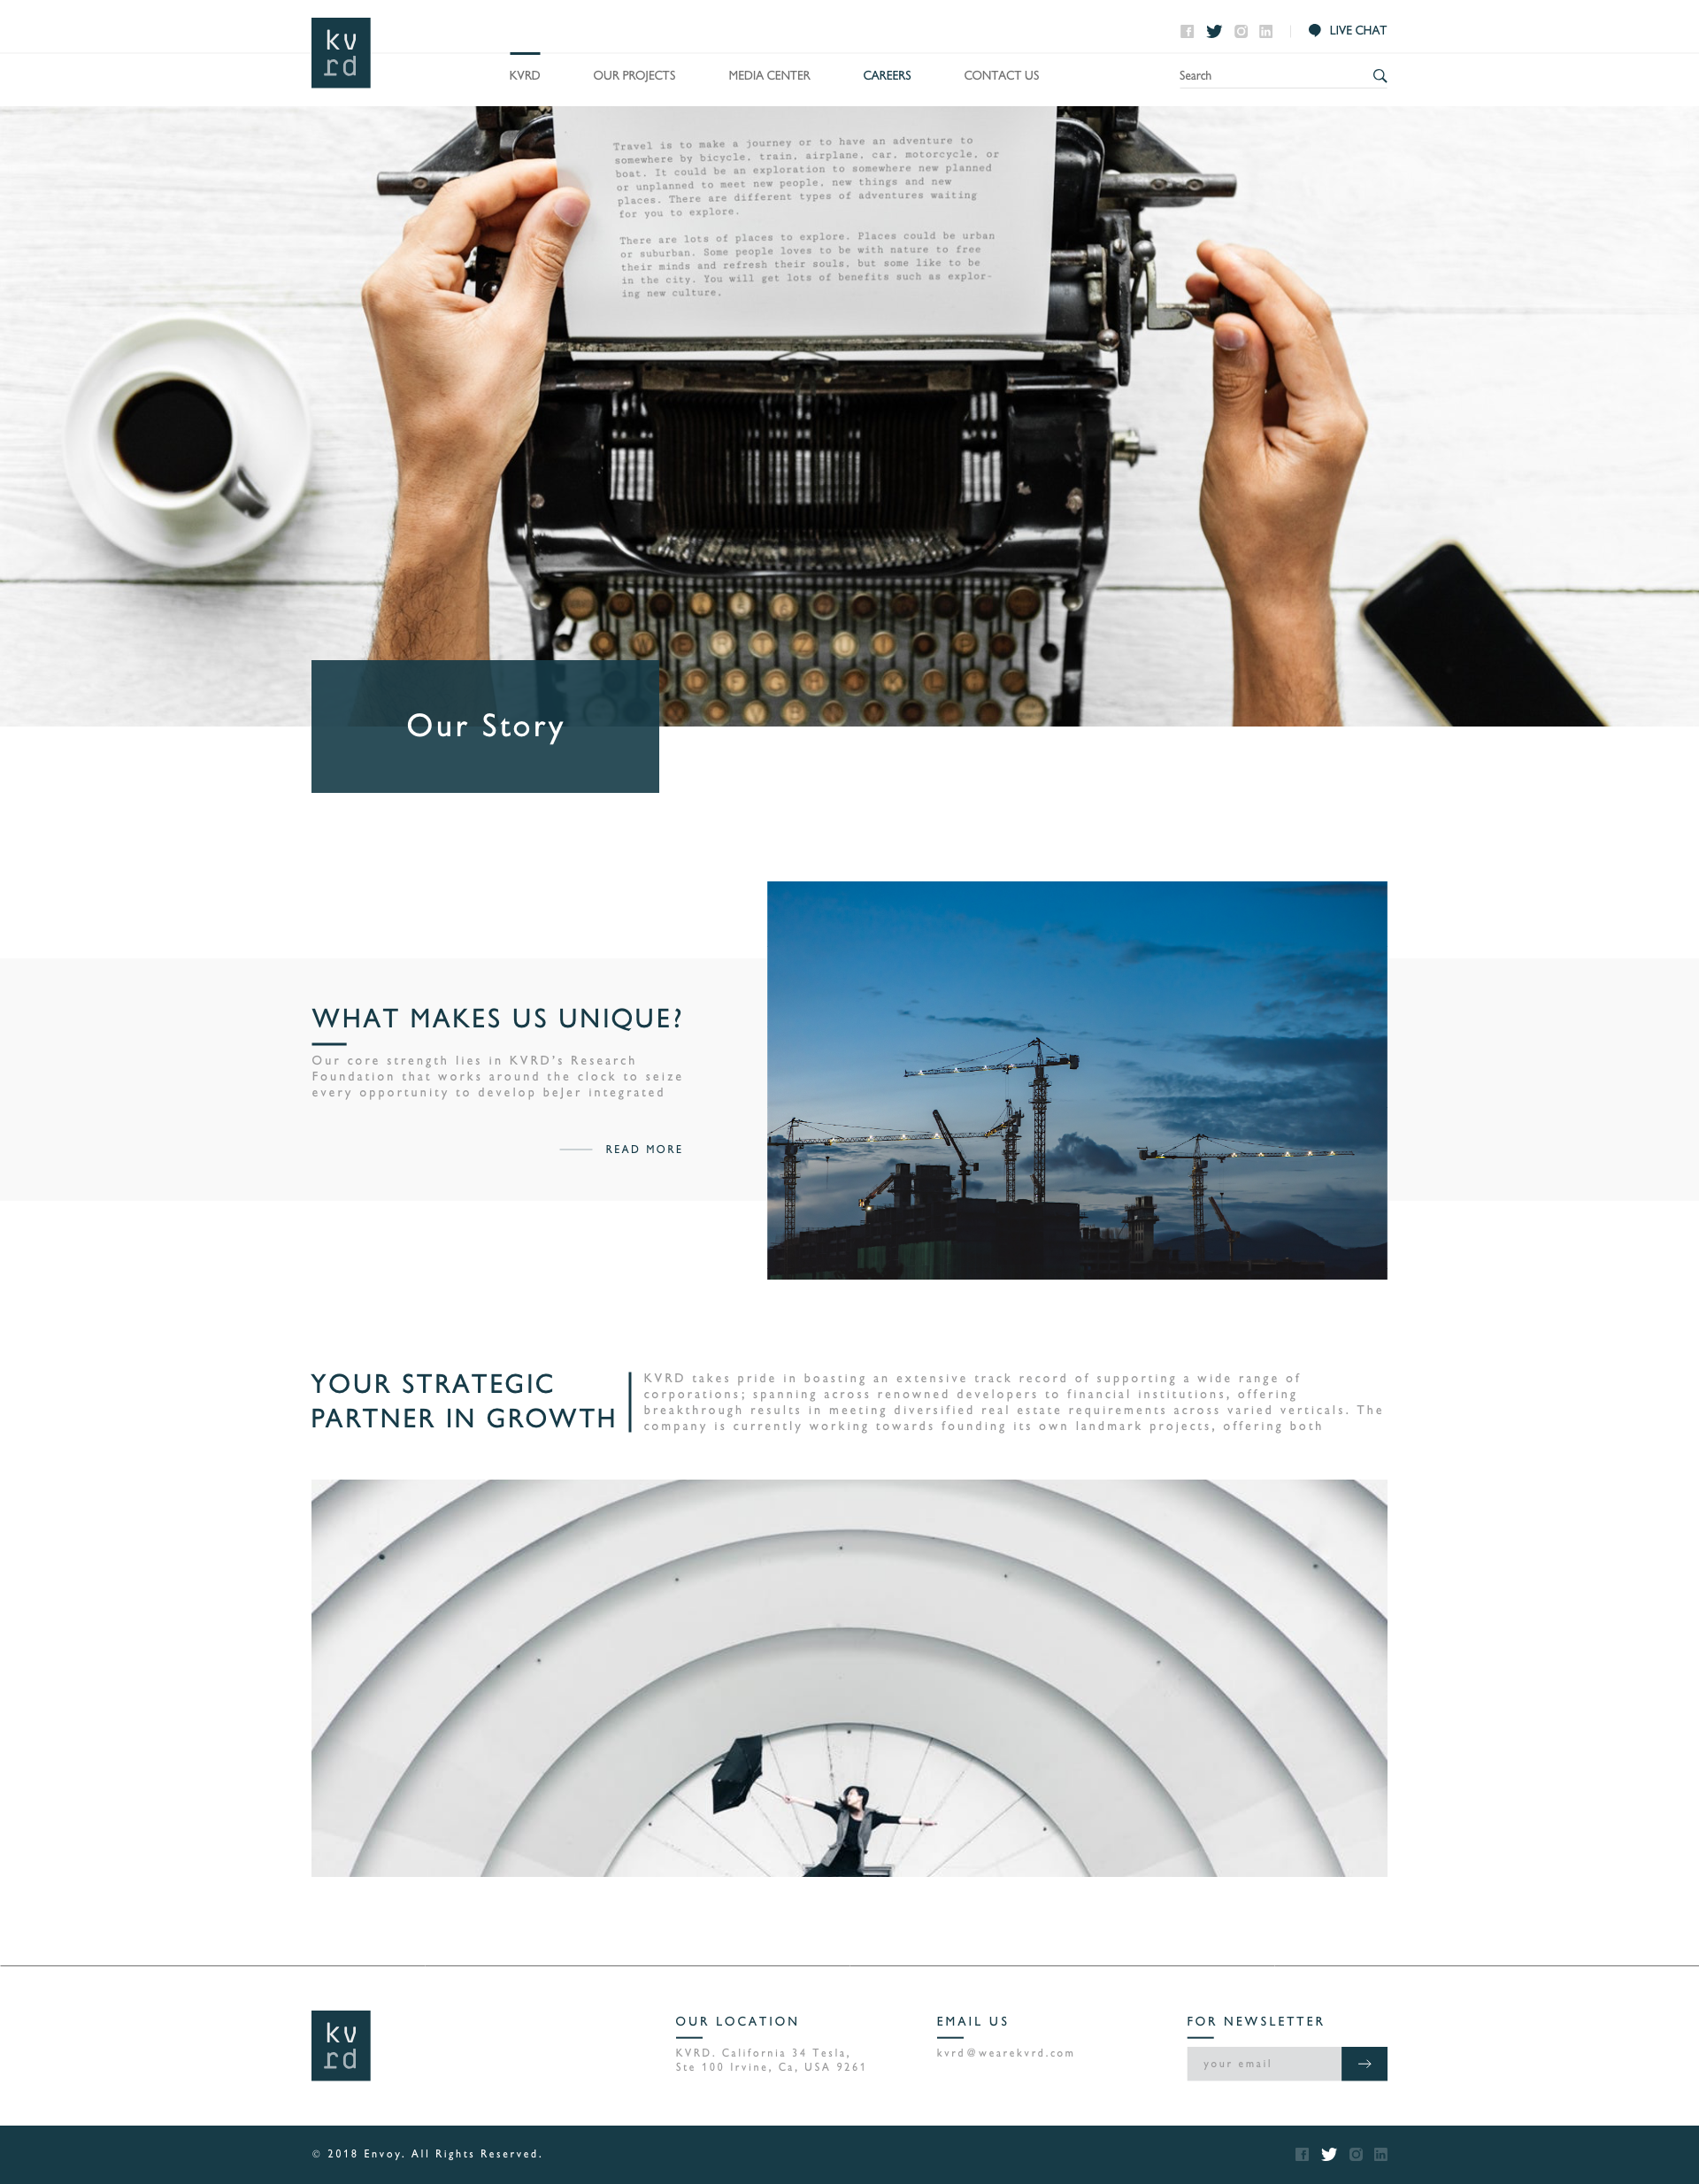 kv
rd
LIVE CHAT
KVRD OUR PROJECTS MEDIA CENTER CAREERS CONTACT US Search
Travel is to make a journey or to have an adventure to
somewhere by bicycle, train, airplane, car, motorcycle, or
boat. It could be an exploration to somewhere new planned
or unplanned to meet new people, new things and new
places. There are different types of adventures waiting
for you to explore.
There are lots of places to explore. Places could be urban
or suburban. Some people loves to be with nature to free
their minds and refresh their souls, but some like to be
in the city. You will get lots of benefits such as explor-
ing new culture.
Our Story
WHAT MAKES US UNIQUE?
Our core strength lies in KVRD's Research
Foundation that works around the clock to seize
every opportunity to develop beJer integrated
READ MORE
YOUR STRATEGIC
PARTNER IN GROWTH
KVRD takes pride in boasting an extensive track record of supporting a wide range of
corporations; spanning across renowned developers to financial institutions, offering
breakthrough results in meeting diversified real estate requirements across varied verticals. The
company is currently working towards founding its own landmark projects, offering both
kv
rd
OUR LOCATION
KVRD. California 34 Tesla,
Ste 100 Irvine, Ca, USA 9261
EMAIL US
kvrd@wearekvrd.com
FOR NEWSLETTER
your email
© 2018 Envoy. All Rights Reserved.